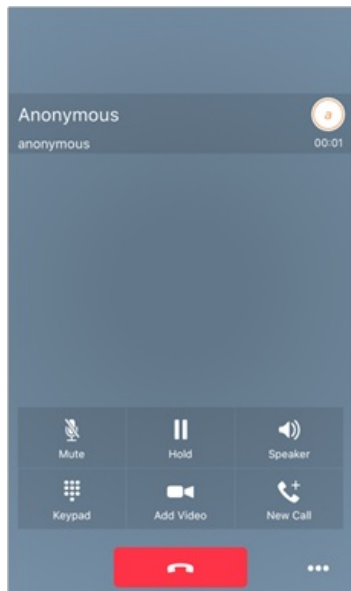 Anonymous
a
anonymous
00:01
Mute
Hold
Speaker
Keypad
Add Video
New Call